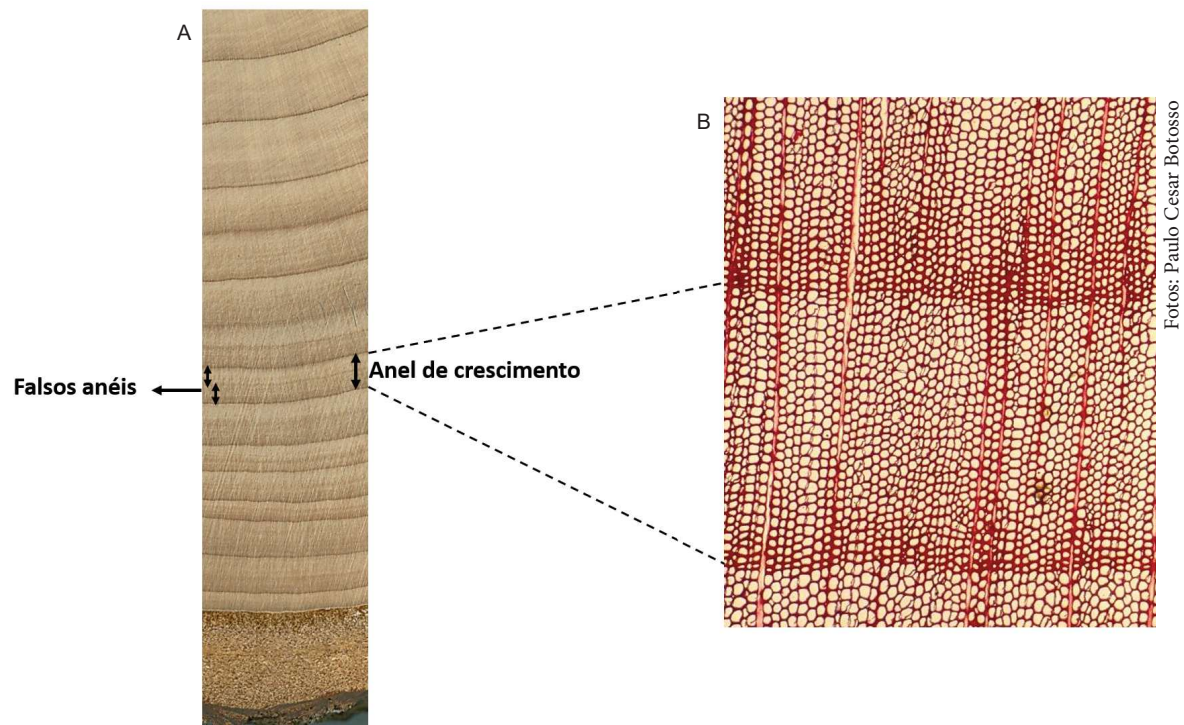 A
B
Falsos anéis
Anel de crescimento
Fotos: Paulo Cesar Botosso